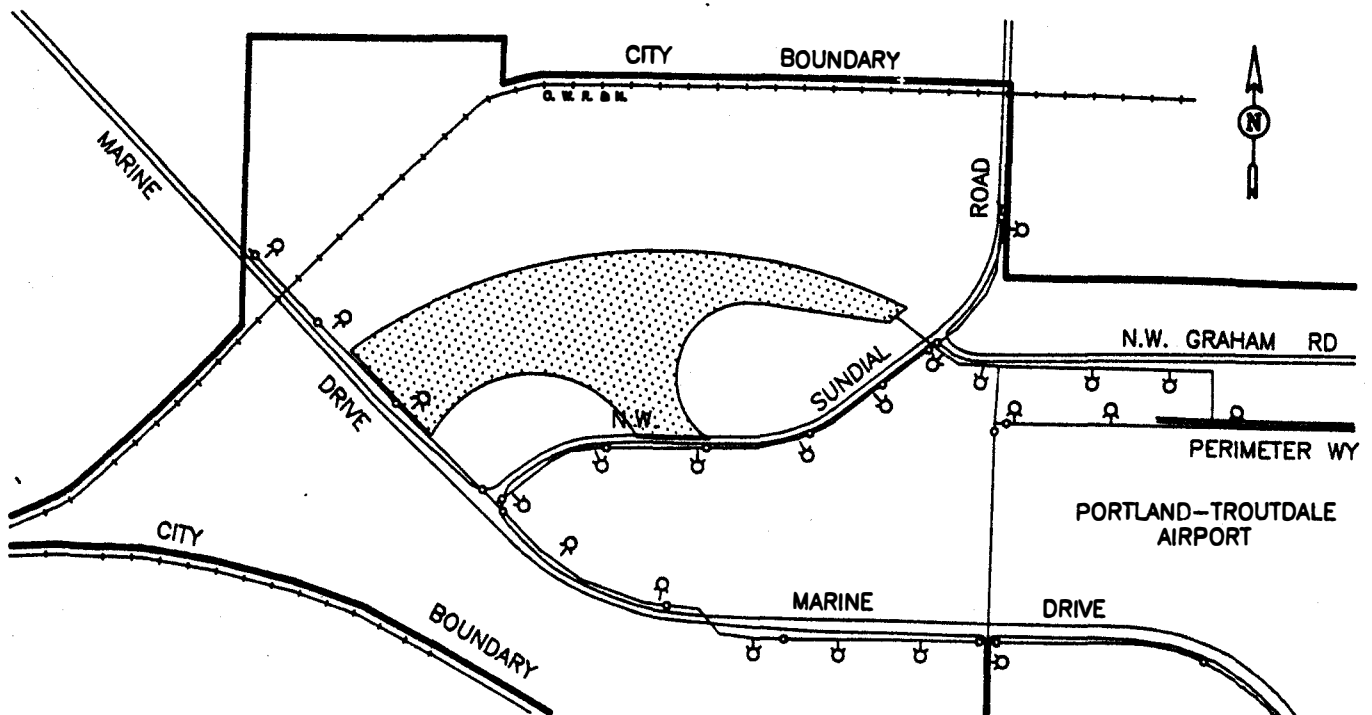 CITY BOUNDARY
O. W. R. & N.
N
MARINE
ROAD
N.W. GRAHAM RD
DRIVE
SUNDIAL
N.W.
PERIMETER WY
PORTLAND-TROUTDALE
AIRPORT
CITY
MARINE DRIVE
BOUNDARY